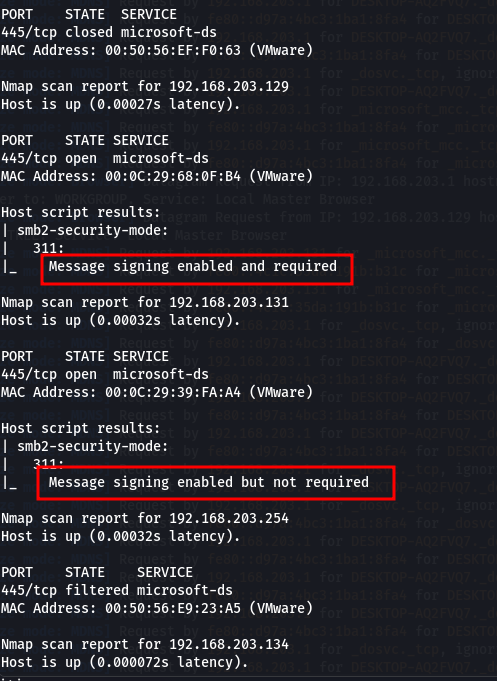 PORT    STATE  SERVICE
445/tcp closed microsoft-ds
MAC Address: 00:50:56:EF:F0:63 (VMware)
Nmap scan report for 192.168.203.129
Host is up (0.00027s latency).
PORT    STATE SERVICE
445/tcp open  microsoft-ds
MAC Address: 00:0C:29:68:0F:B4 (VMware)
Host script results:
| smb2-security-mode:
|   311:
|_    Message signing enabled and required
Nmap scan report for 192.168.203.131
Host is up (0.00032s latency).
PORT    STATE SERVICE
445/tcp open  microsoft-ds
MAC Address: 00:0C:29:39:FA:A4 (VMware)
Host script results:
| smb2-security-mode:
|   311:
|_    Message signing enabled but not required
Nmap scan report for 192.168.203.254
Host is up (0.00032s latency).
PORT    STATE    SERVICE
445/tcp filtered microsoft-ds
MAC Address: 00:50:56:E9:23:A5 (VMware)
Nmap scan report for 192.168.203.134
Host is up (0.000072s latency).